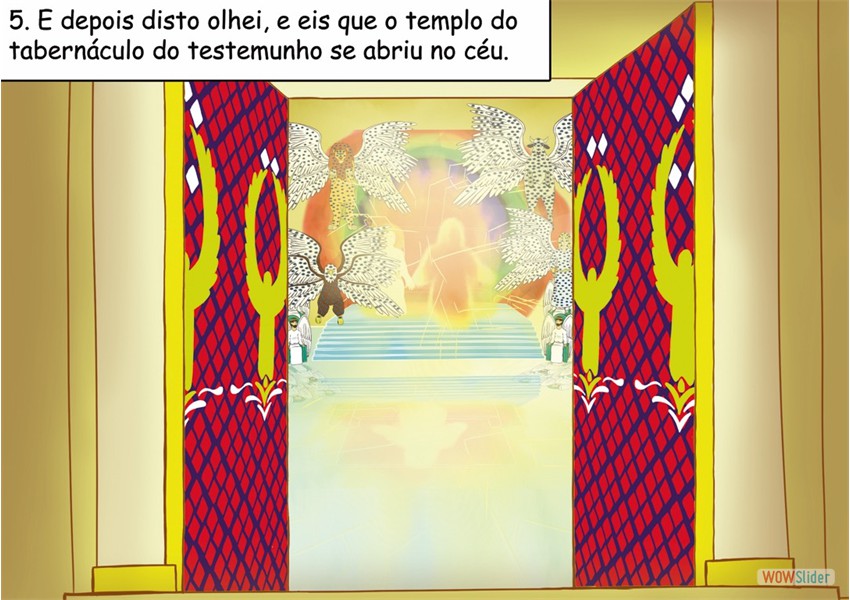 5. E depois disto olhei, e eis que o templo do
tabernáculo do testemunho se abriu no céu.
WOWSlider